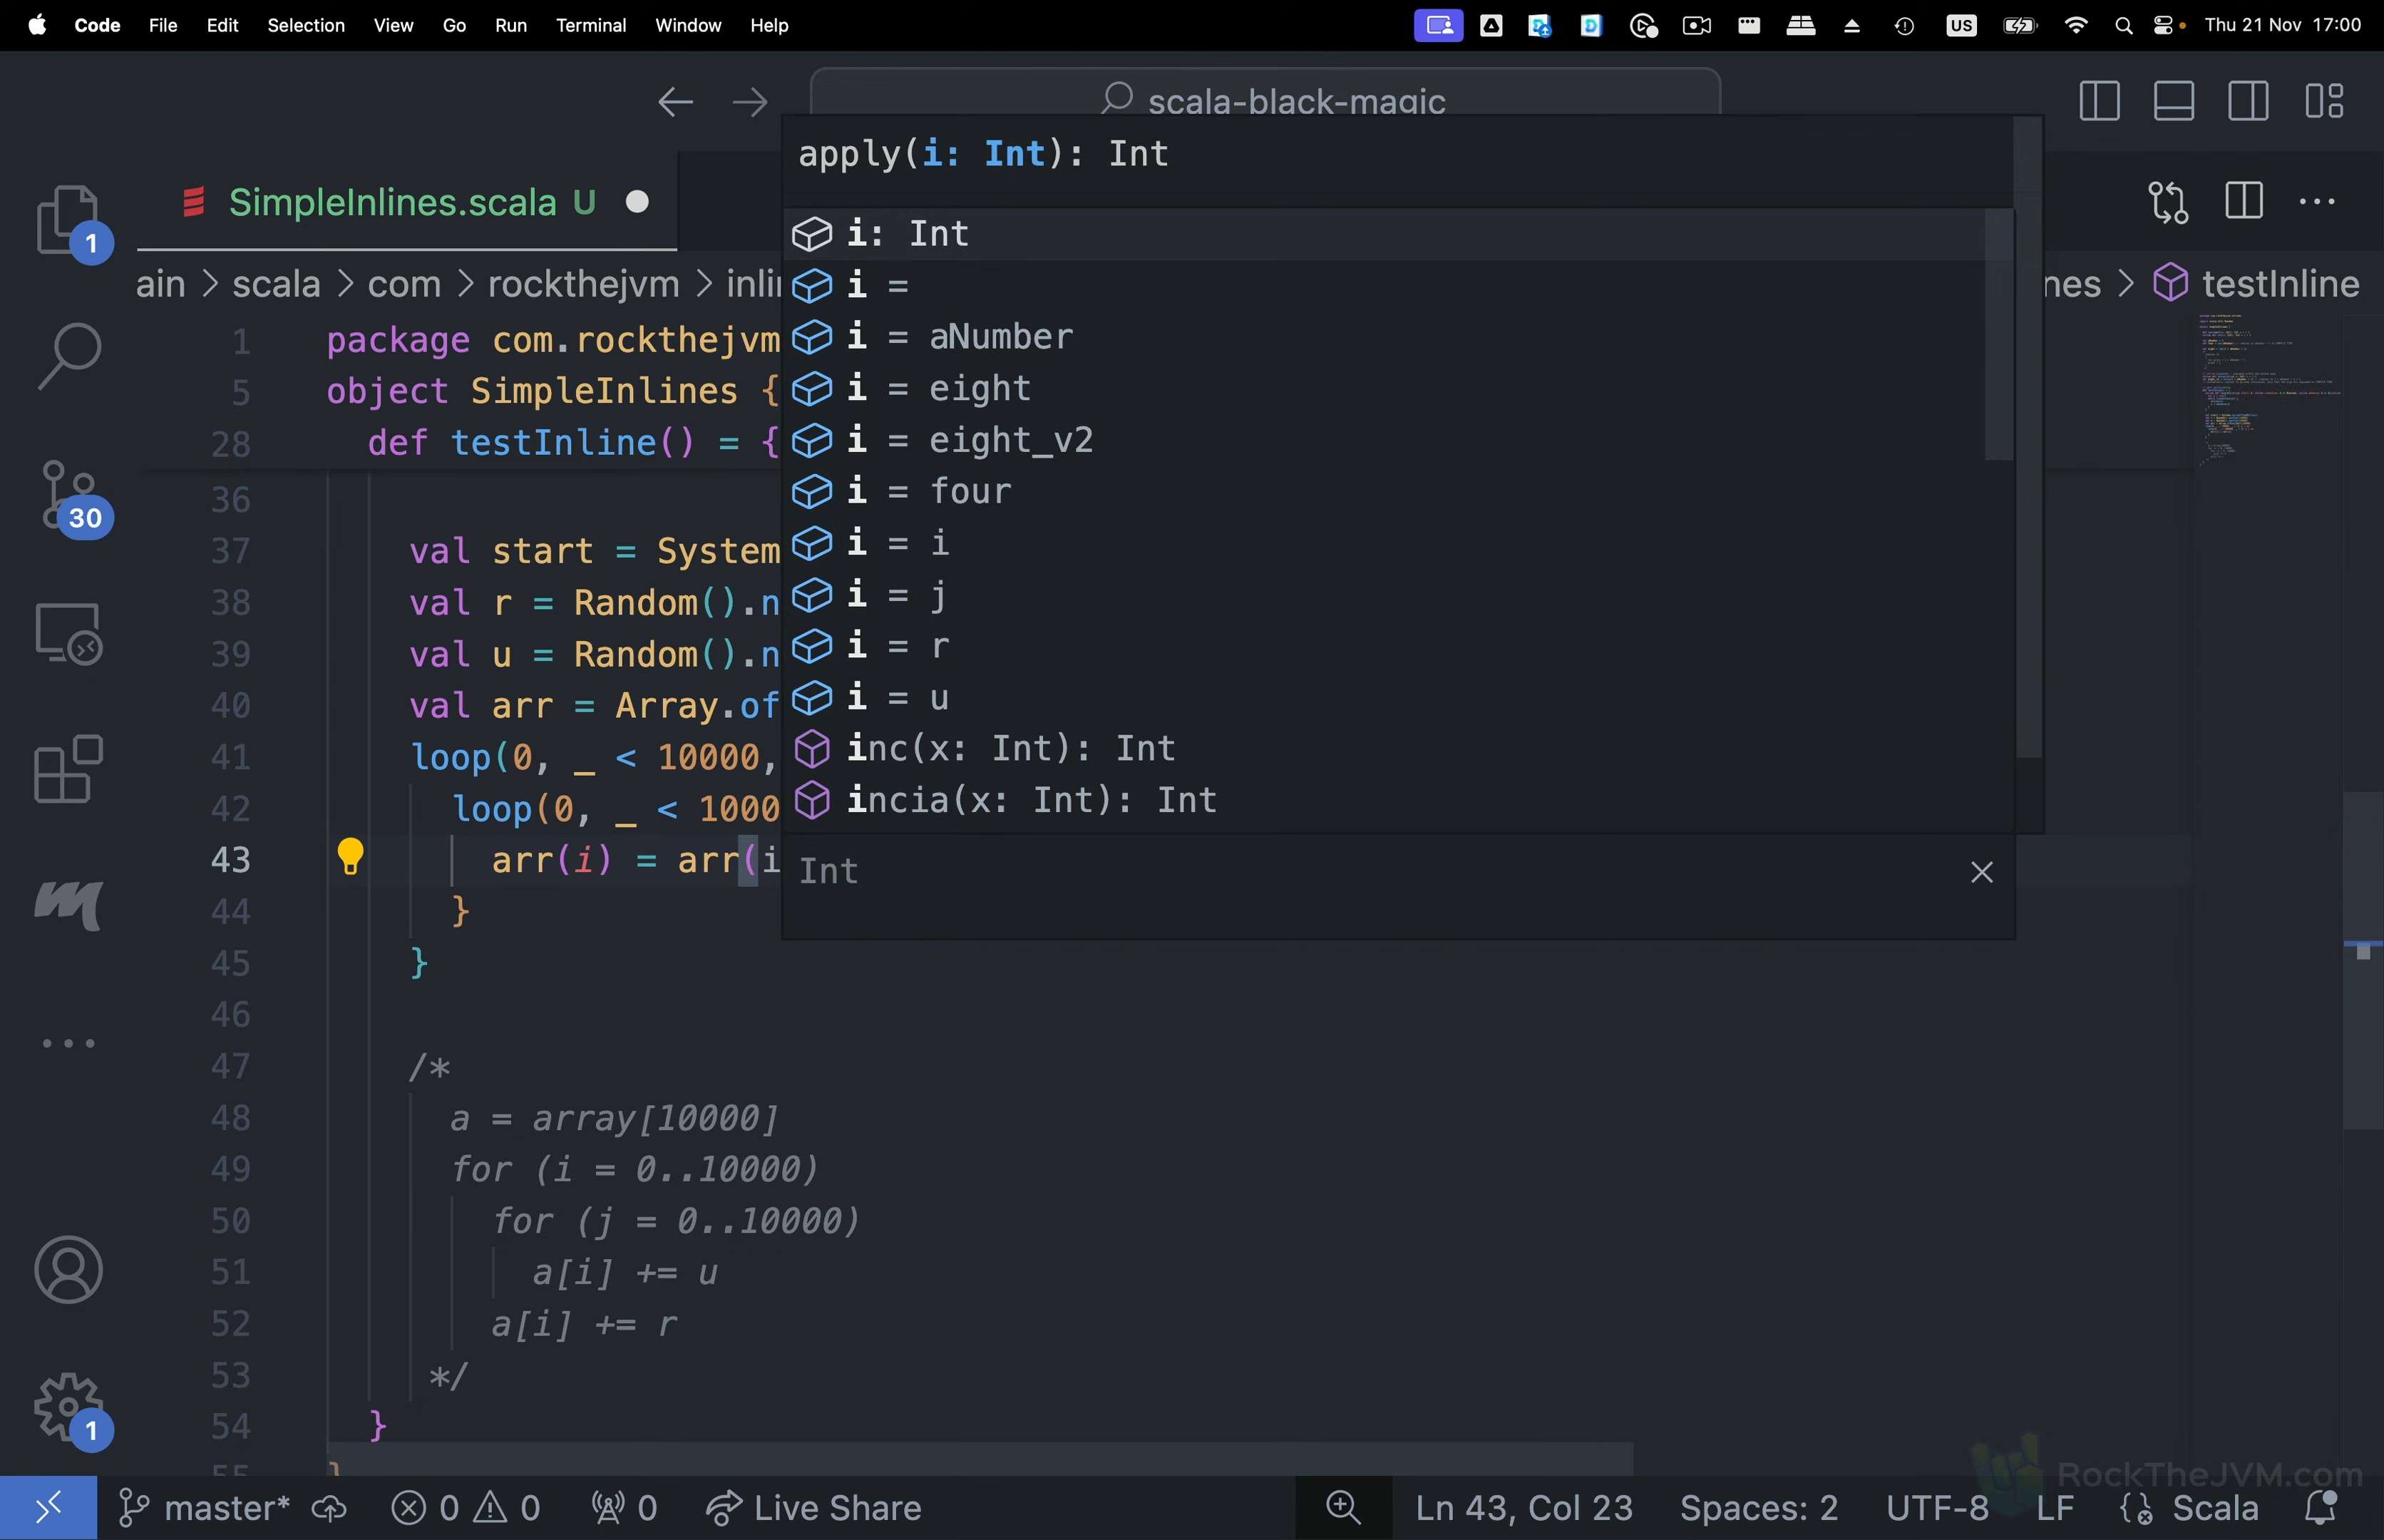 Code File Edit Selection View Go Run Terminal Window Help US Thu 21 Nov 17:00
scala-black-magic
apply(i: Int): Int
SimpleInlines.scala U
1
i: Int
ain > scala > com > rockthejvm > testInline
i =
1 package com.rockthejvm
i = aNumber
5 object SimpleInlines {
i = eight
28 def testInline() = {
i = eight_v2
36
i = four
30
37 val start = System
i = i
38 val r = Random().n
i = j
39 val u = Random().n
i = r
40 val arr = Array.of
i = u
41 loop(0, _ < 10000,
inc(x: Int): Int
42 loop(0, _ < 1000
incia(x: Int): Int
43 arr(i) = arr(i
Int
44 }
45 }
46
47 /*
48 a = array[10000]
49 for (i = 0..10000)
50 for (j = 0..10000)
51 a[i] += u
52 a[i] += r
53 */
1
54 }
55 }
RockTheJVM.com
master* 0 0 0 Live Share Ln 43, Col 23 Spaces: 2 UTF-8 LF Scala